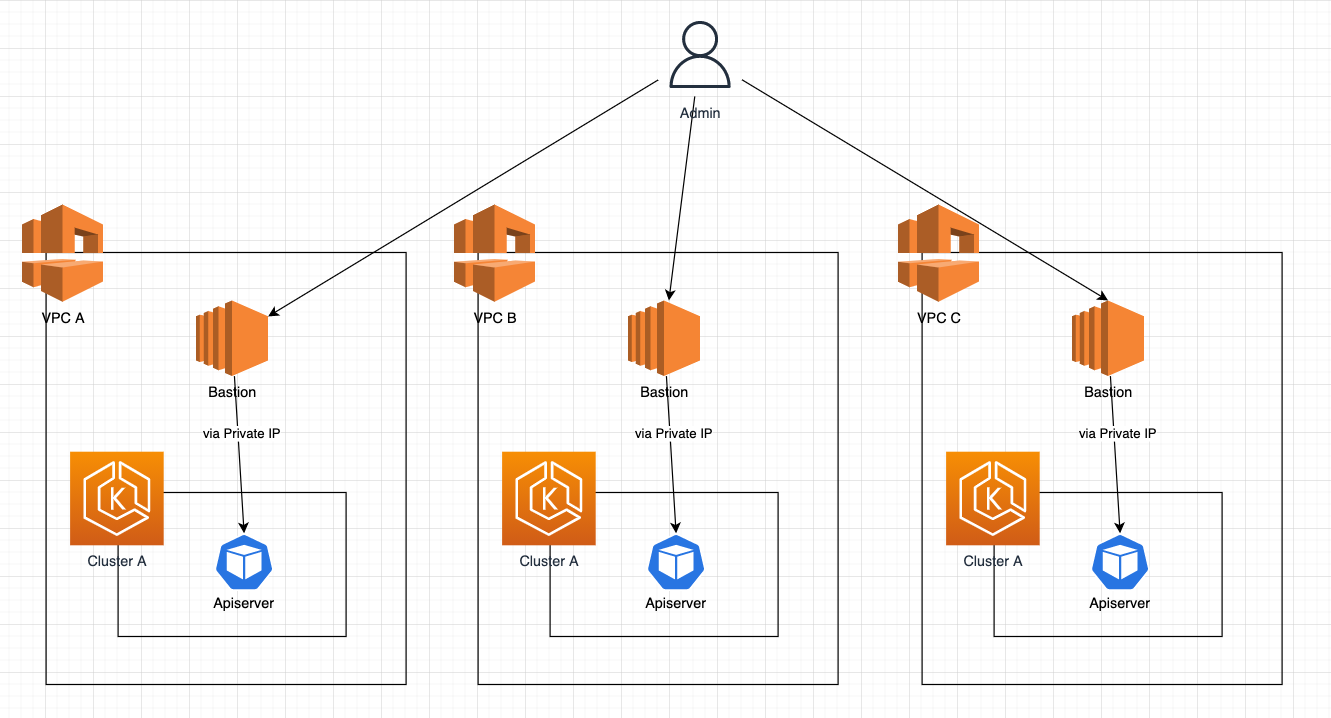 Admin
VPC A
VPC B
VPC C
Bastion
Bastion
Bastion
via Private IP
via Private IP
via Private IP
K
K
K
Cluster A
Cluster A
Cluster A
Apiserver
Apiserver
Apiserver